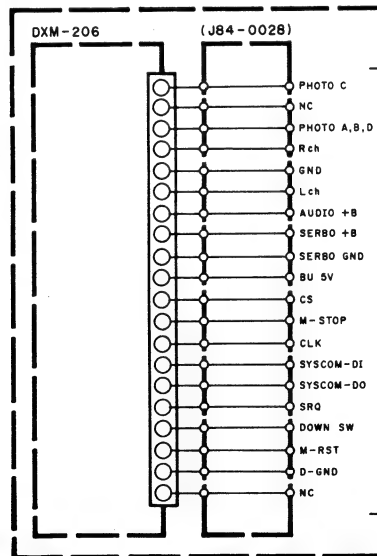 DXM-206
(J84-0028)
PHOTO C
NC
PHOTO A,B,D
Rch
GND
Lch
AUDIO +B
SERBO +B
SERBO GND
BU 5V
CS
M-STOP
CLK
SYSCOM-DI
SYSCOM-DO
SRQ
DOWN SW
M-RST
D-GND
NC